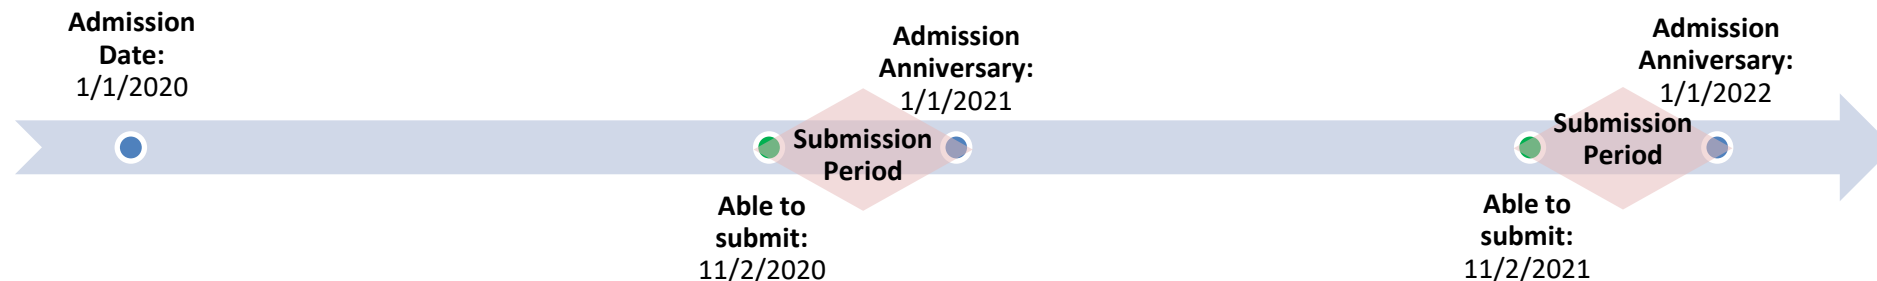 Admission
Date:
1/1/2020
Admission
Anniversary:
1/1/2021
Admission
Anniversary:
1/1/2022
Submission
Period
Submission
Period
Able to
submit:
11/2/2020
Able to
submit:
11/2/2021